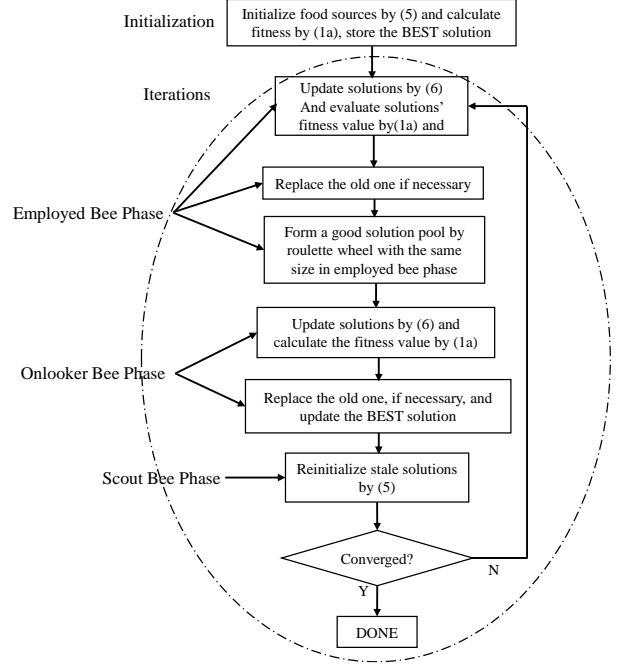 Initialization
Initialize food sources by (5) and calculate
fitness by (1a), store the BEST solution
Iterations
Update solutions by (6)
And evaluate solutions’
fitness value by(1a) and
Replace the old one if necessary
Employed Bee Phase
Form a good solution pool by
roulette wheel with the same
size in employed bee phase
Update solutions by (6) and
calculate the fitness value by (1a)
Onlooker Bee Phase
Replace the old one, if necessary, and
update the BEST solution
Scout Bee Phase
Reinitialize stale solutions
by (5)
Converged?
N
Y
DONE